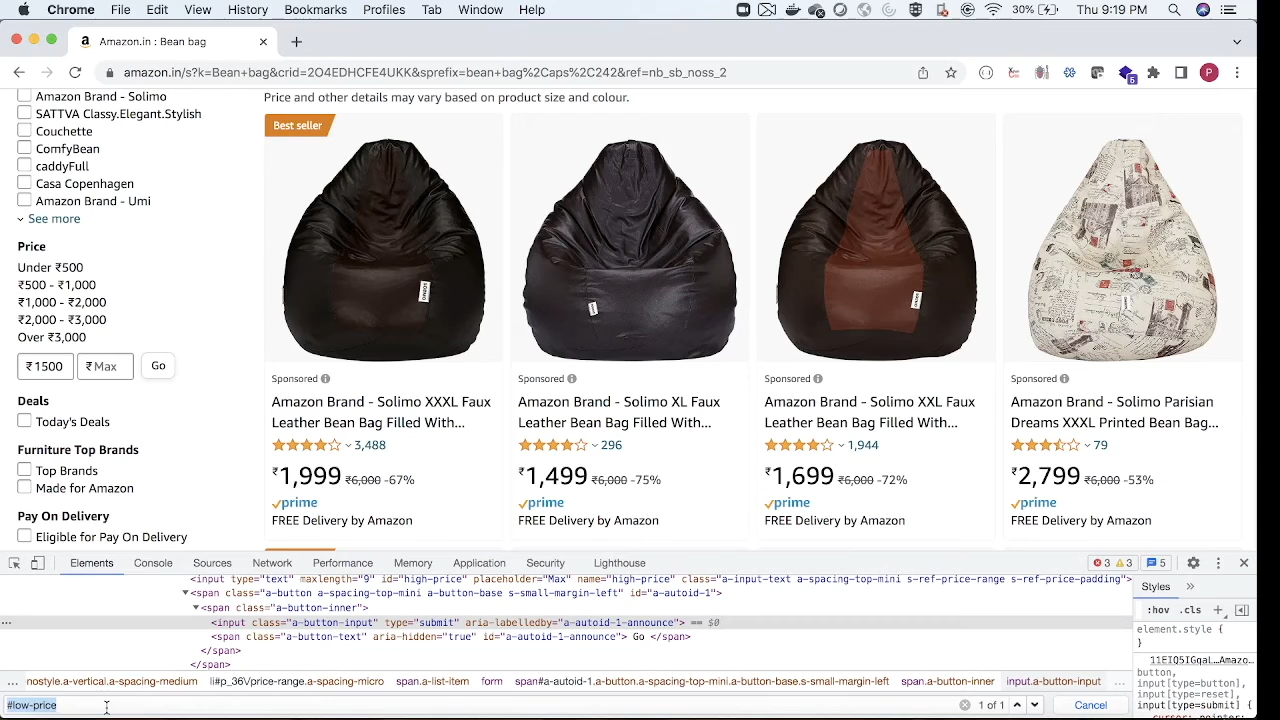 Chrome File Edit View History Bookmarks Profiles Tab Window Help 30% Thu 9:19 PM
a Amazon.in : Bean bag
amazon.in/s?k=Bean+bag&crid=2O4EDHCFE4UKK&sprefix=bean+bag%2Caps%2C242&ref=nb_sb_noss_2 5 P
Amazon Brand - Solimo
SATTVA Classy.Elegant.Stylish
Couchette
ComfyBean
caddyFull
Casa Copenhagen
Amazon Brand - Umi
See more
Price
Under ₹500
₹500 - ₹1,000
₹1,000 - ₹2,000
₹2,000 - ₹3,000
Over ₹3,000
₹1500 ₹Max Go
Deals
Today's Deals
Furniture Top Brands
Top Brands
Made for Amazon
Pay On Delivery
Eligible for Pay On Delivery
Price and other details may vary based on product size and colour.
Best seller
Sponsored
Amazon Brand - Solimo XXXL Faux
Leather Bean Bag Filled With...
3,488
₹1,999 ₹6,000 -67%
prime
FREE Delivery by Amazon
Sponsored
Amazon Brand - Solimo XL Faux
Leather Bean Bag Filled With...
296
₹1,499 ₹6,000 -75%
prime
FREE Delivery by Amazon
Sponsored
Amazon Brand - Solimo XXL Faux
Leather Bean Bag Filled With...
1,944
₹1,699 ₹6,000 -72%
prime
FREE Delivery by Amazon
Sponsored
Amazon Brand - Solimo Parisian
Dreams XXXL Printed Bean Bag...
79
₹2,799 ₹6,000 -53%
prime
FREE Delivery by Amazon
Elements Console Sources Network Performance Memory Application Security Lighthouse 3 3 5
<input type="text" maxlength="9" id="high-price" placeholder="Max" name="high-price" class="a-input-text a-spacing-top-mini s-ref-price-range s-ref-price-padding">
<span class="a-button a-spacing-top-mini a-button-base s-small-margin-left" id="a-autoid-1">
<span class="a-button-inner">
<input class="a-button-input" type="submit" aria-labelledby="a-autoid-1-announce"> == $0
<span class="a-button-text" aria-hidden="true" id="a-autoid-1-announce"> Go </span>
</span>
</span>
... nostyle.a-vertical.a-spacing-medium li#p_36\/price-range.a-spacing-micro span.a-list-item form span#a-autoid-1.a-button.a-spacing-top-mini.a-button-base.s-small-margin-left span.a-button-inner input.a-button-input ...
#low-price 1 of 1 Cancel
Styles
:hov .cls
element.style {
}
11EIQ5IGqaL…Amazo…
button,
input[type=button],
input[type=reset],
input[type=submit] {
cursor: pointer;